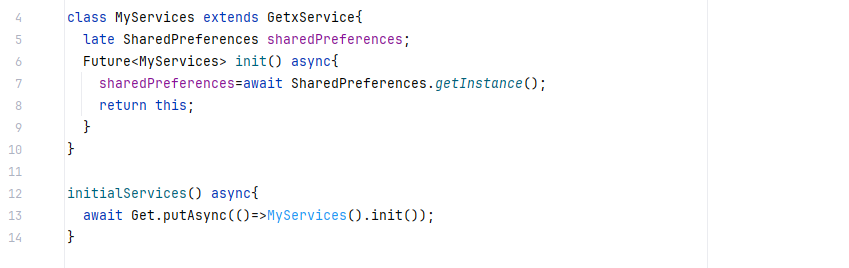 4 class MyServices extends GetxService{
5   late SharedPreferences sharedPreferences;
6   Future<MyServices> init() async{
7     sharedPreferences=await SharedPreferences.getInstance();
8     return this;
9   }
10 }
11
12 initialServices() async{
13   await Get.putAsync(()=>MyServices().init());
14 }